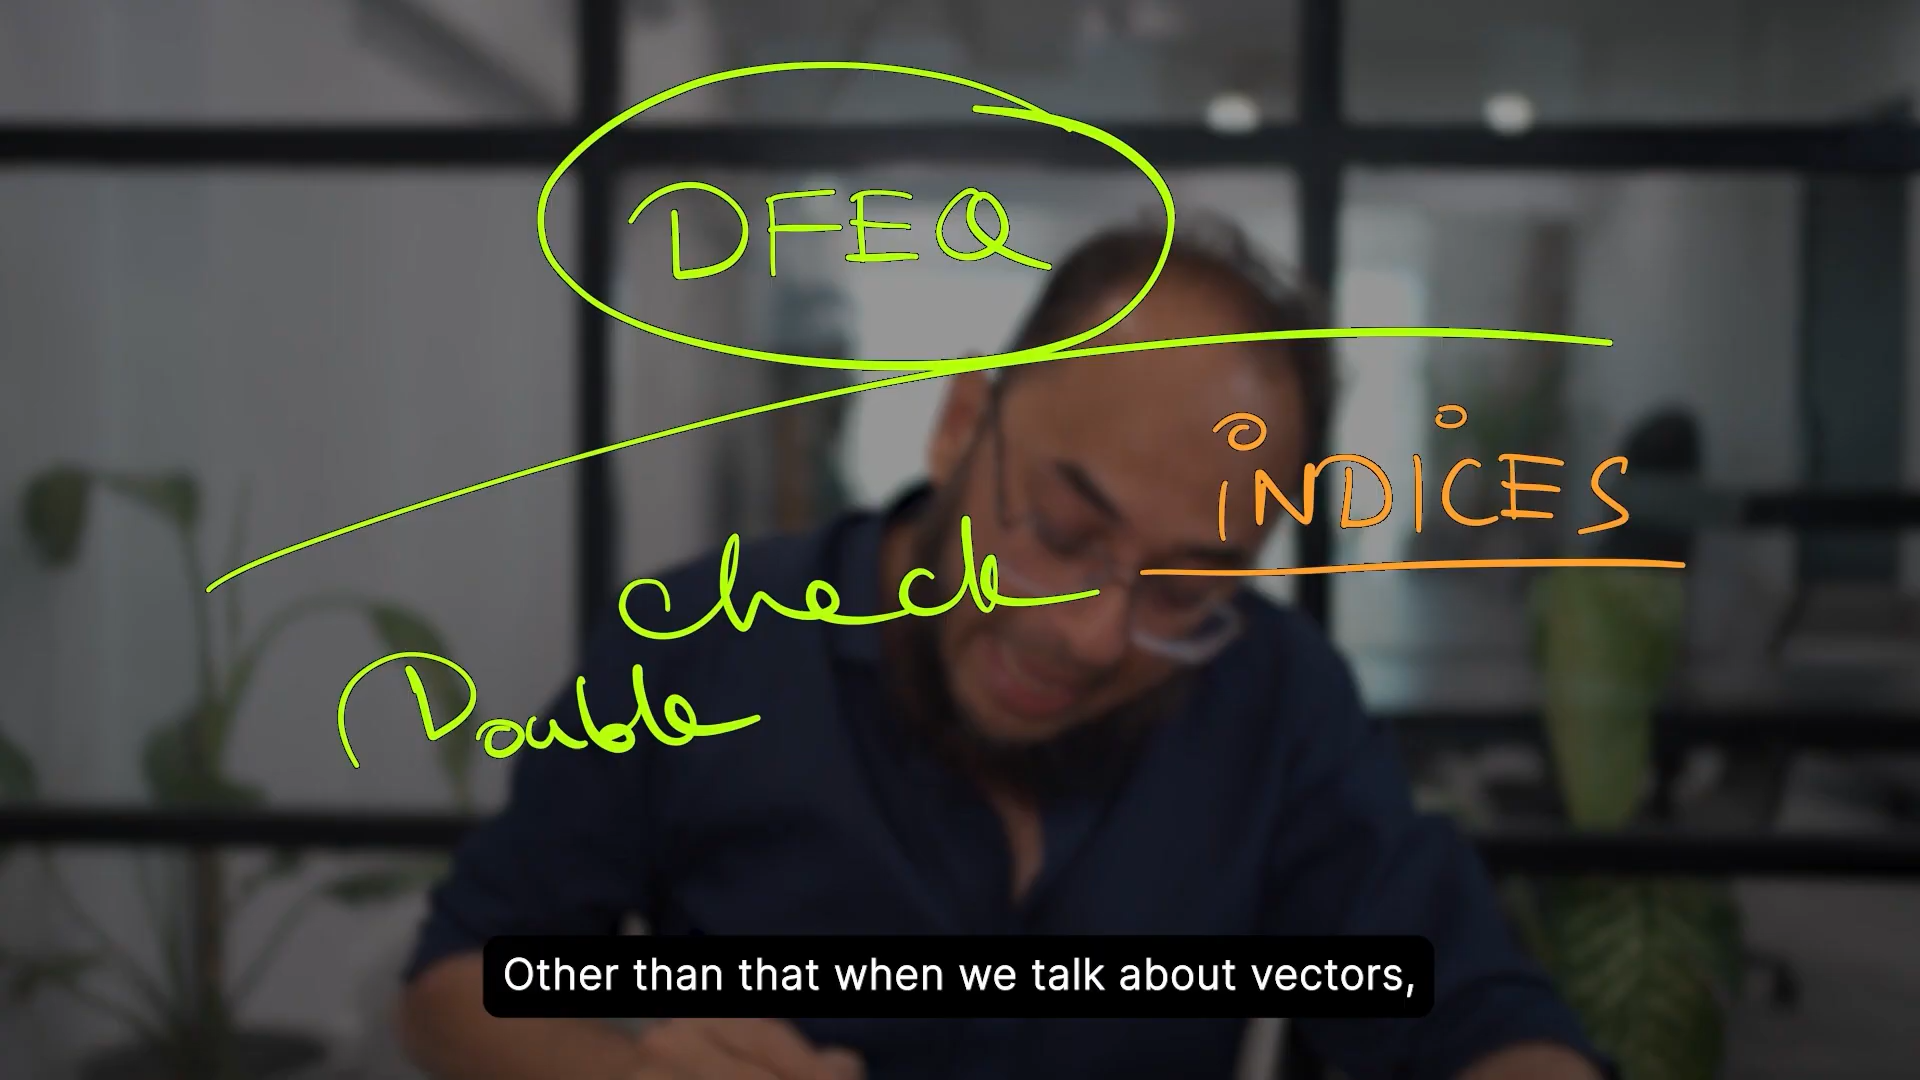 DFEQ
INDICES
check
Double
Other than that when we talk about vectors,